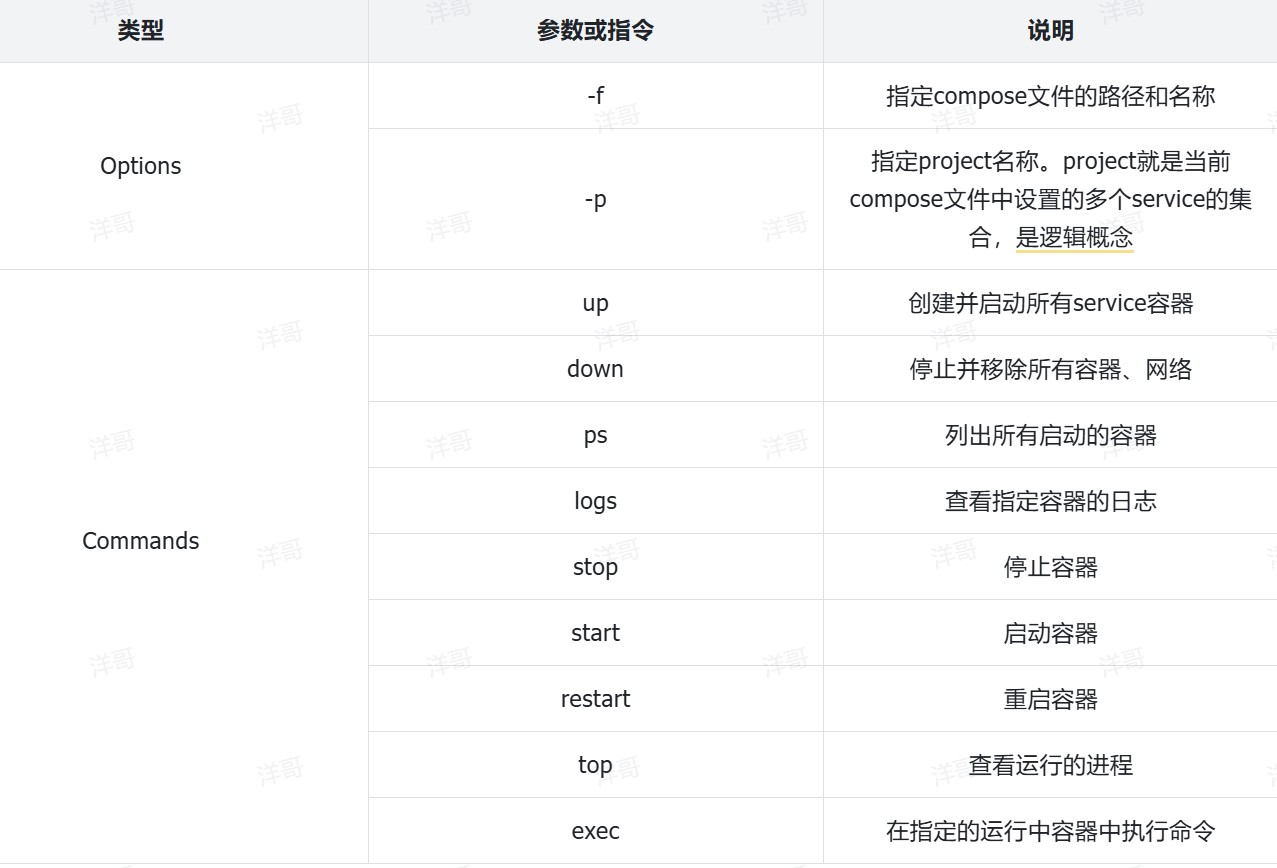 类型 参数或指令 说明
Options
-f 指定compose文件的路径和名称
-p 指定project名称。project就是当前
compose文件中设置的多个service的集
合，是逻辑概念
Commands
up 创建并启动所有service容器
down 停止并移除所有容器、网络
ps 列出所有启动的容器
logs 查看指定容器的日志
stop 停止容器
start 启动容器
restart 重启容器
top 查看运行的进程
exec 在指定的运行中容器中执行命令
洋哥